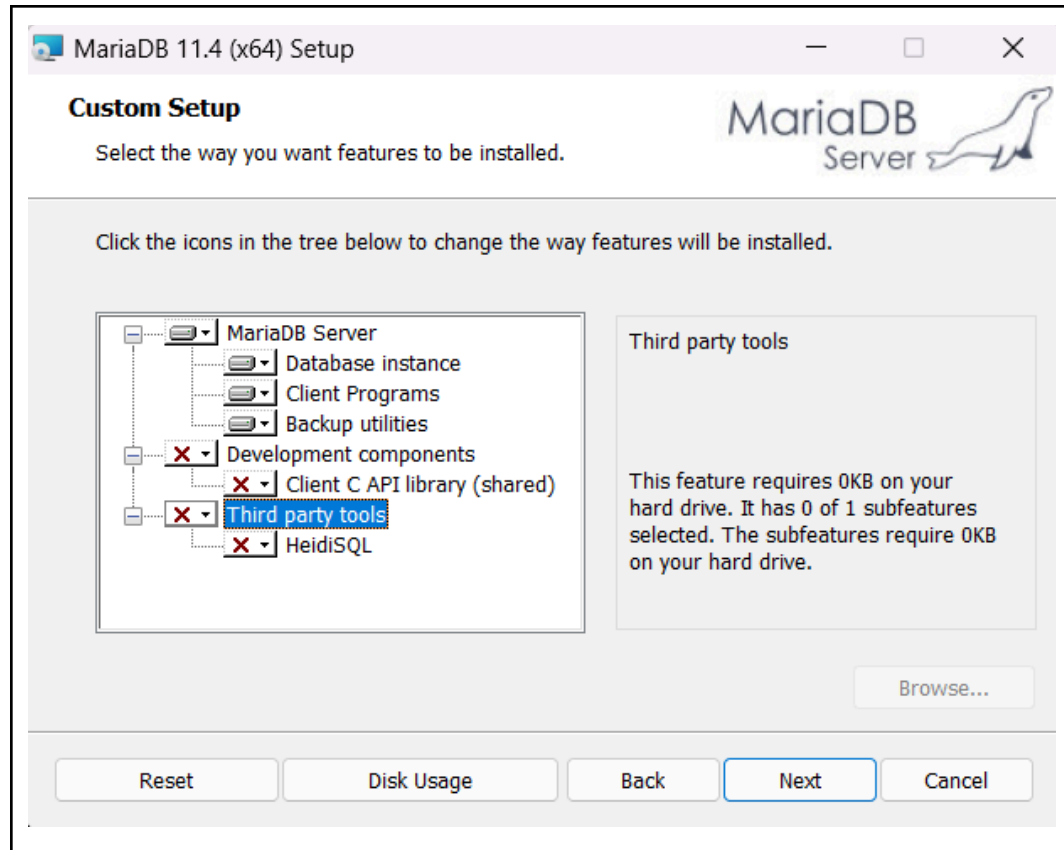 MariaDB 11.4 (x64) Setup
Custom Setup
Select the way you want features to be installed.
MariaDB
Server
Click the icons in the tree below to change the way features will be installed.
MariaDB Server
Database instance
Client Programs
Backup utilities
Development components
Client C API library (shared)
Third party tools
HeidiSQL
Third party tools
This feature requires 0KB on your
hard drive. It has 0 of 1 subfeatures
selected. The subfeatures require 0KB
on your hard drive.
Browse...
Reset
Disk Usage
Back
Next
Cancel